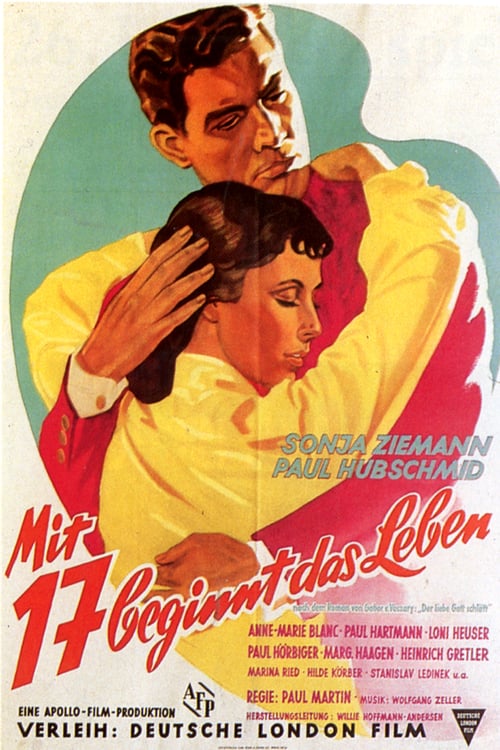 SONJA ZIEMANN
PAUL HUBSCHMID
Mit
17 beginnt das Leben
nach dem Roman von Gabor v. Vaszary: "Der liebe Gott schläft"
ANNE-MARIE BLANC · PAUL HARTMANN · LONI HEUSER
PAUL HÖRBIGER · MARG. HAAGEN · HEINRICH GRETLER
MARINA RIED · HILDE KÖRBER · STANISLAV LEDINEK u.a.
REGIE: PAUL MARTIN · MUSIK: WOLFGANG ZELLER
HERSTELLUNGSLEITUNG: WILLIE HOFFMANN-ANDERSEN
AFP
EINE APOLLO-FILM-PRODUKTION
VERLEIH: DEUTSCHE LONDON FILM
DEUTSCHE
LONDON
FILM